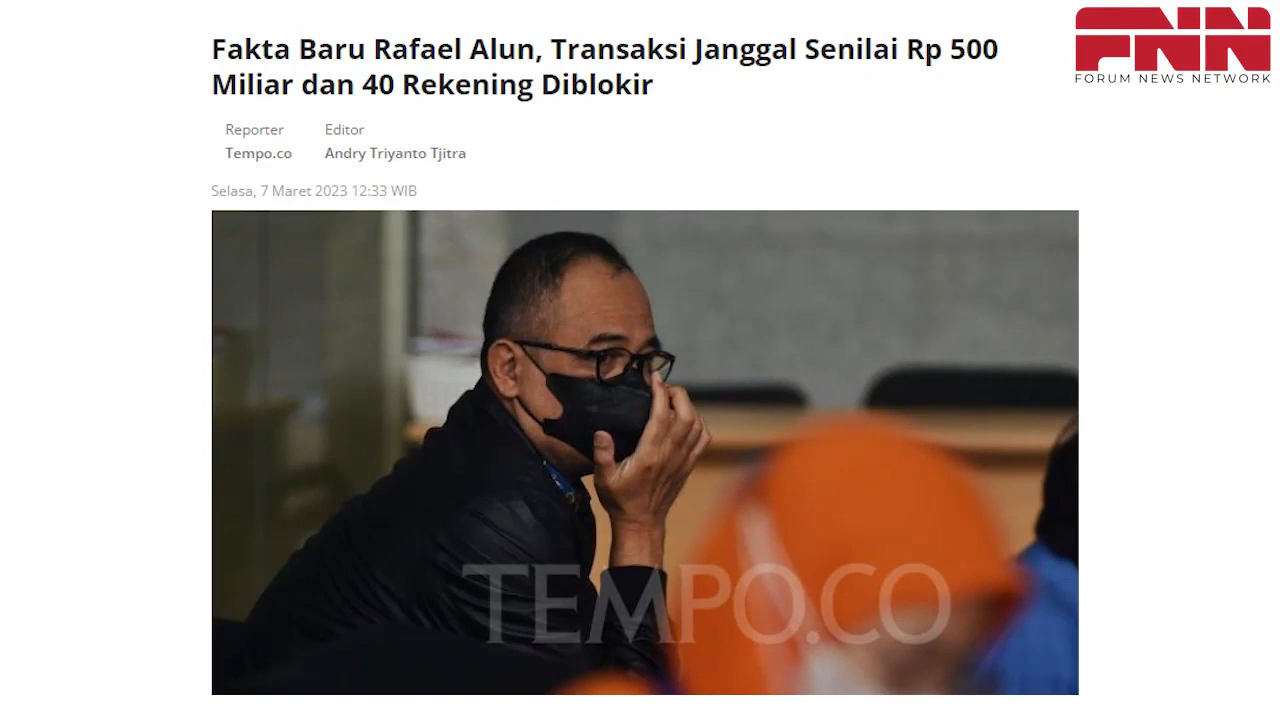 Fakta Baru Rafael Alun, Transaksi Janggal Senilai Rp 500
Miliar dan 40 Rekening Diblokir
FNN
FORUM NEWS NETWORK
Reporter Editor
Tempo.co Andry Triyanto Tjitra
Selasa, 7 Maret 2023 12:33 WIB
TEMPO.CO